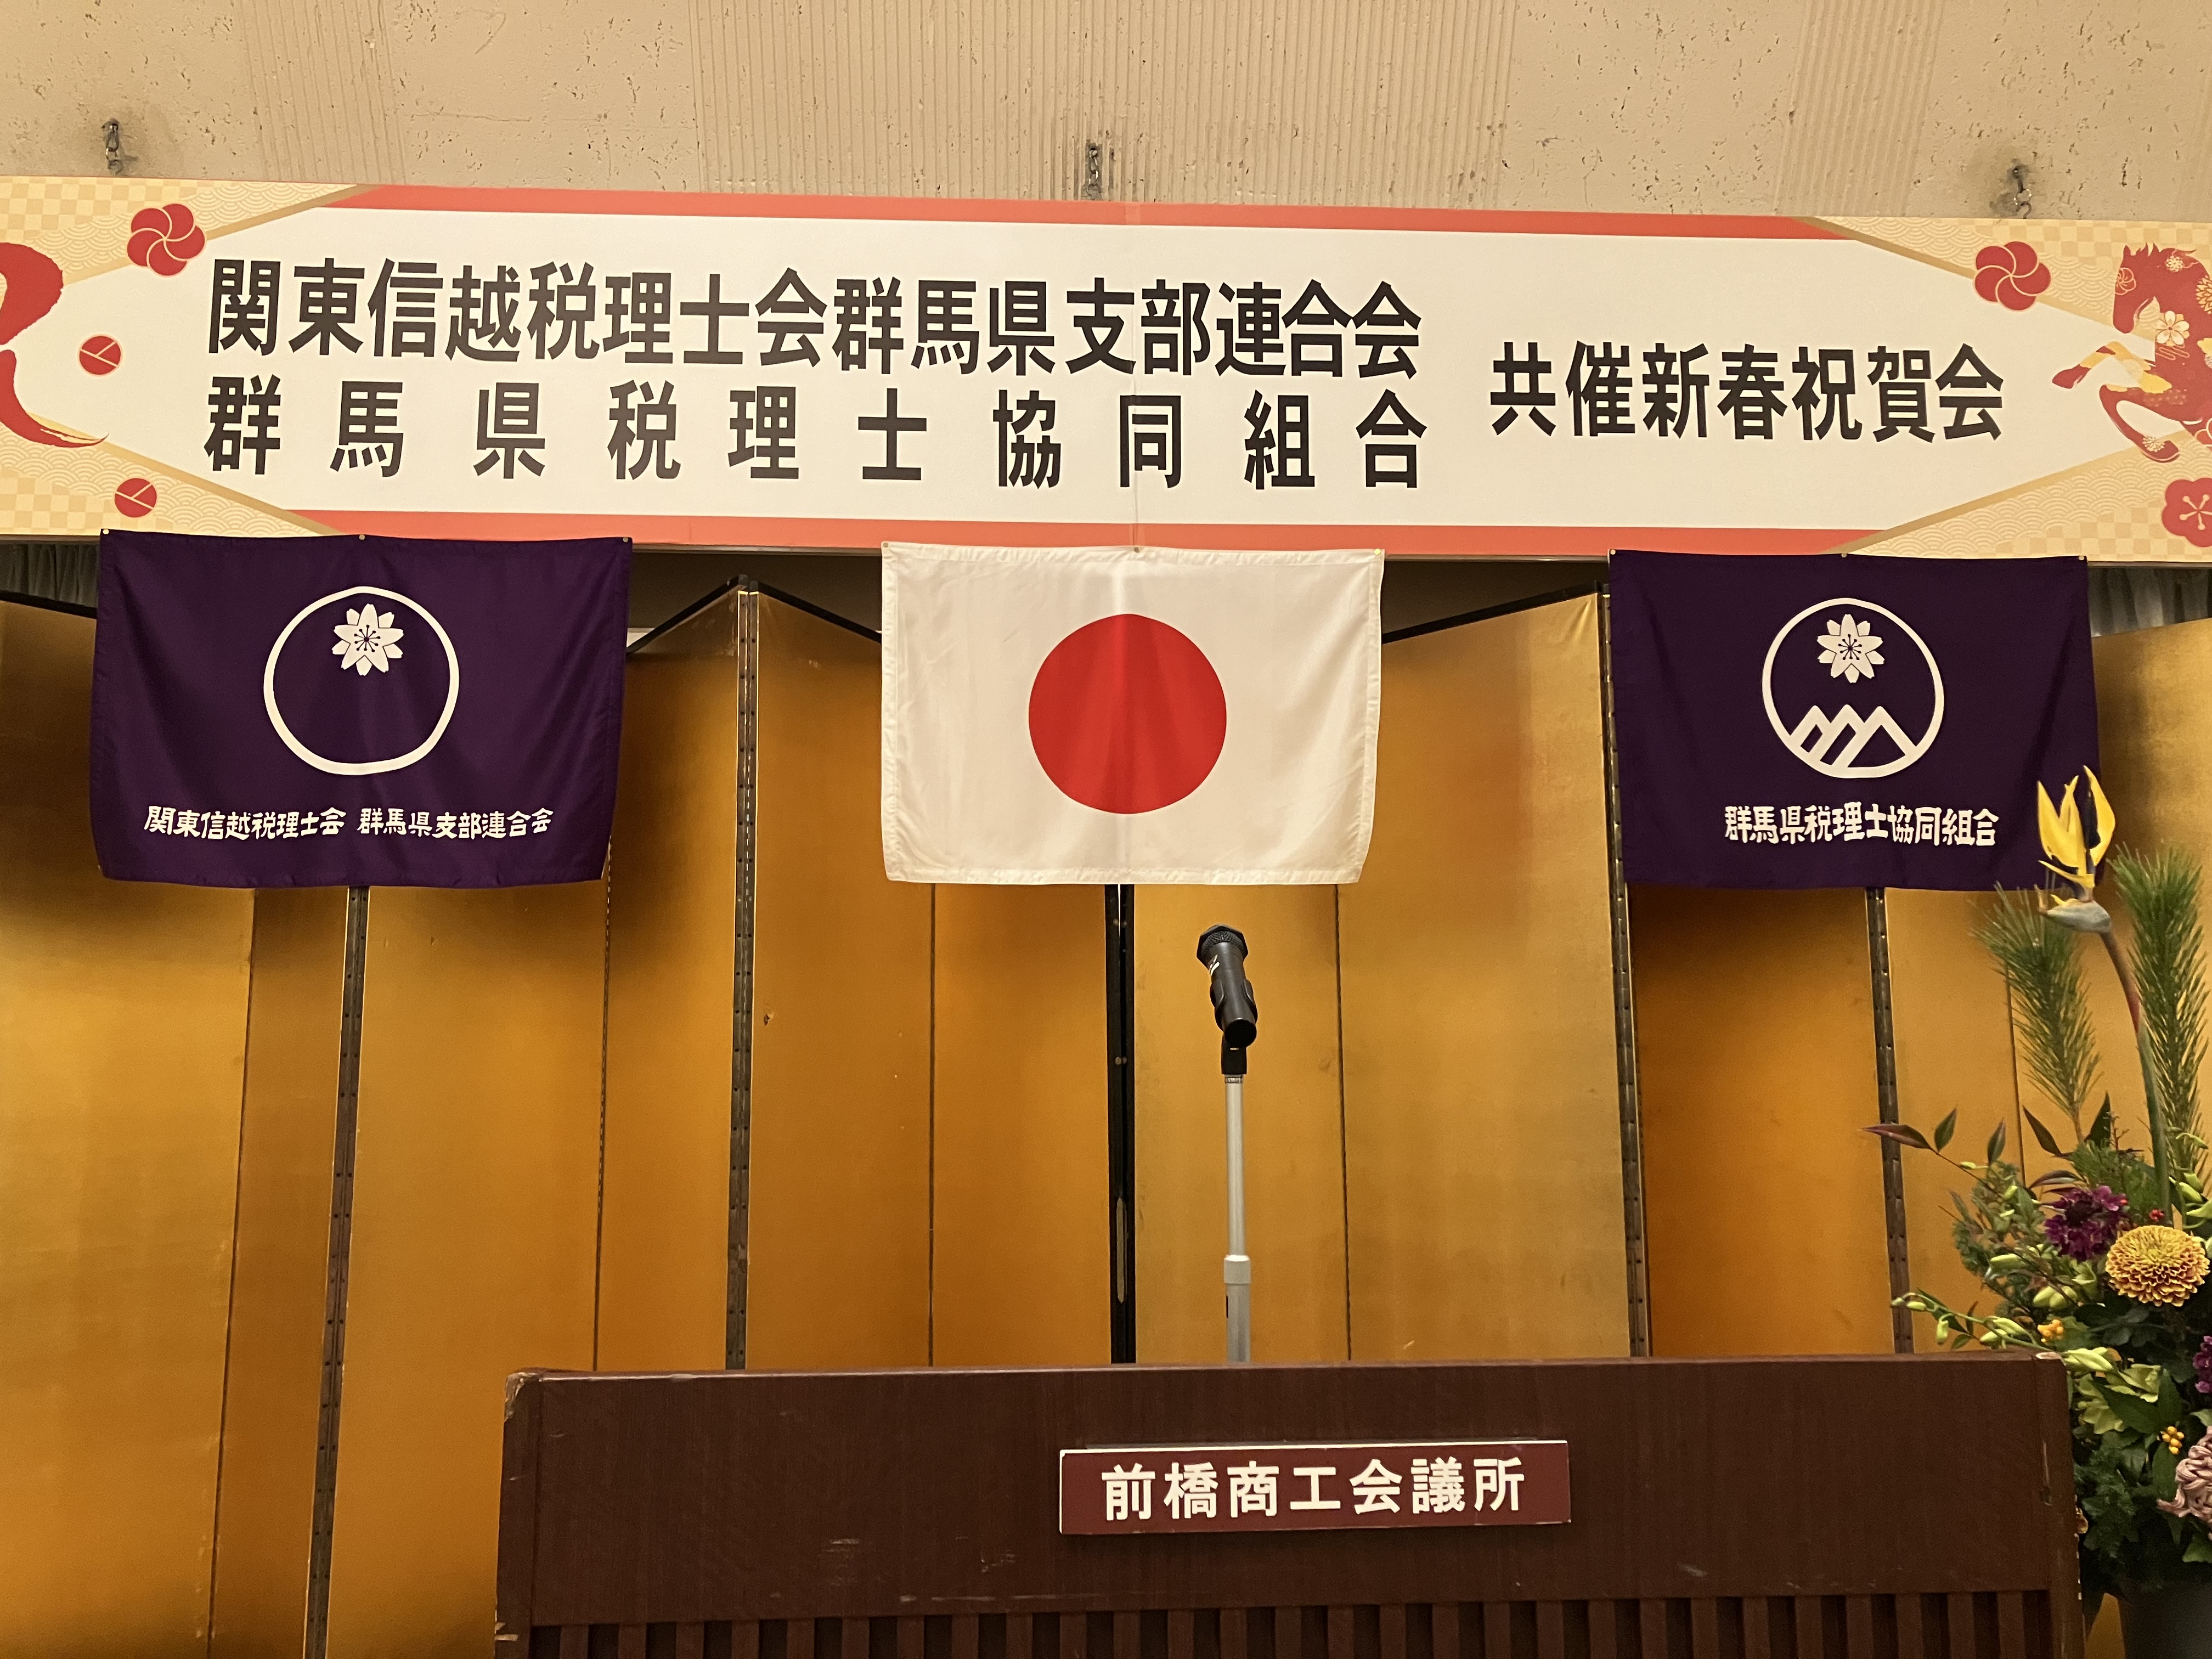 関東信越税理士会群馬県支部連合会
群馬県税理士協同組合
共催新春祝賀会
関東信越税理士会 群馬県支部連合会
群馬県税理士協同組合
前橋商工会議所